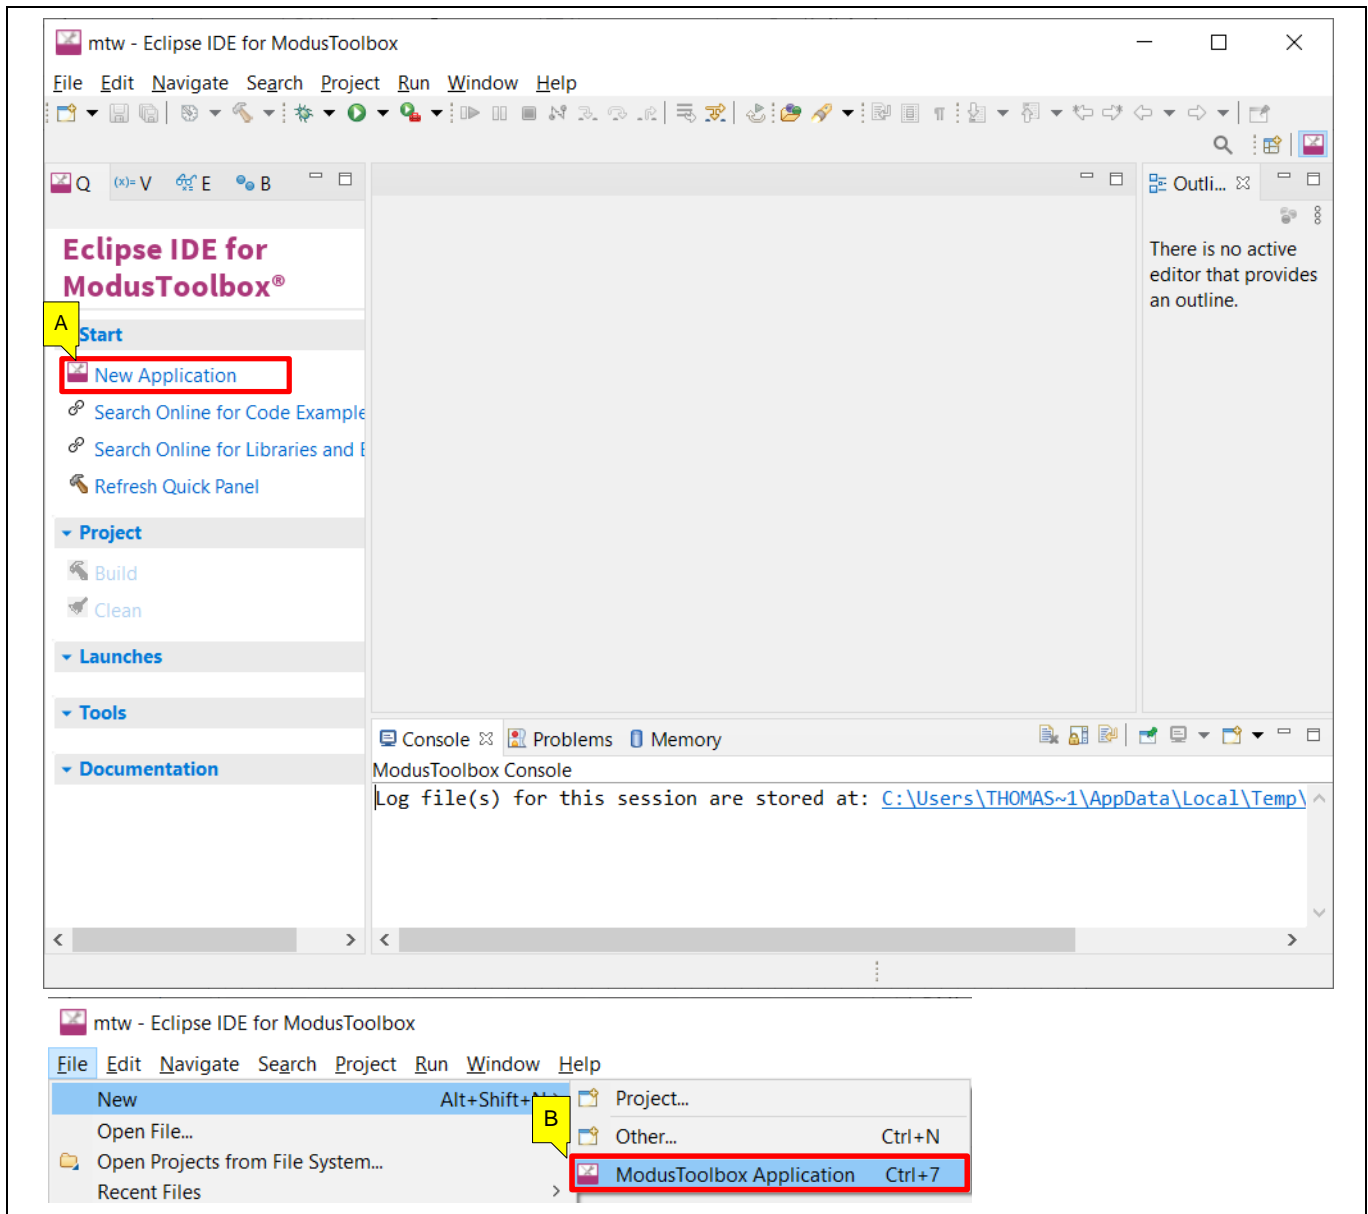 mtw - Eclipse IDE for ModusToolbox
File Edit Navigate Search Project Run Window Help
Q (x)= V E B
Outli...
Eclipse IDE for
ModusToolbox®
There is no active
editor that provides
an outline.
A
Start
New Application
Search Online for Code Example
Search Online for Libraries and
Refresh Quick Panel
Project
Build
Clean
Launches
Tools
Documentation
Console Problems Memory
ModusToolbox Console
Log file(s) for this session are stored at: C:\Users\THOMAS~1\AppData\Local\Temp\
mtw - Eclipse IDE for ModusToolbox
File Edit Navigate Search Project Run Window Help
New Alt+Shift+N
Project...
B
Open File...
Other... Ctrl+N
Open Projects from File System...
ModusToolbox Application Ctrl+7
Recent Files